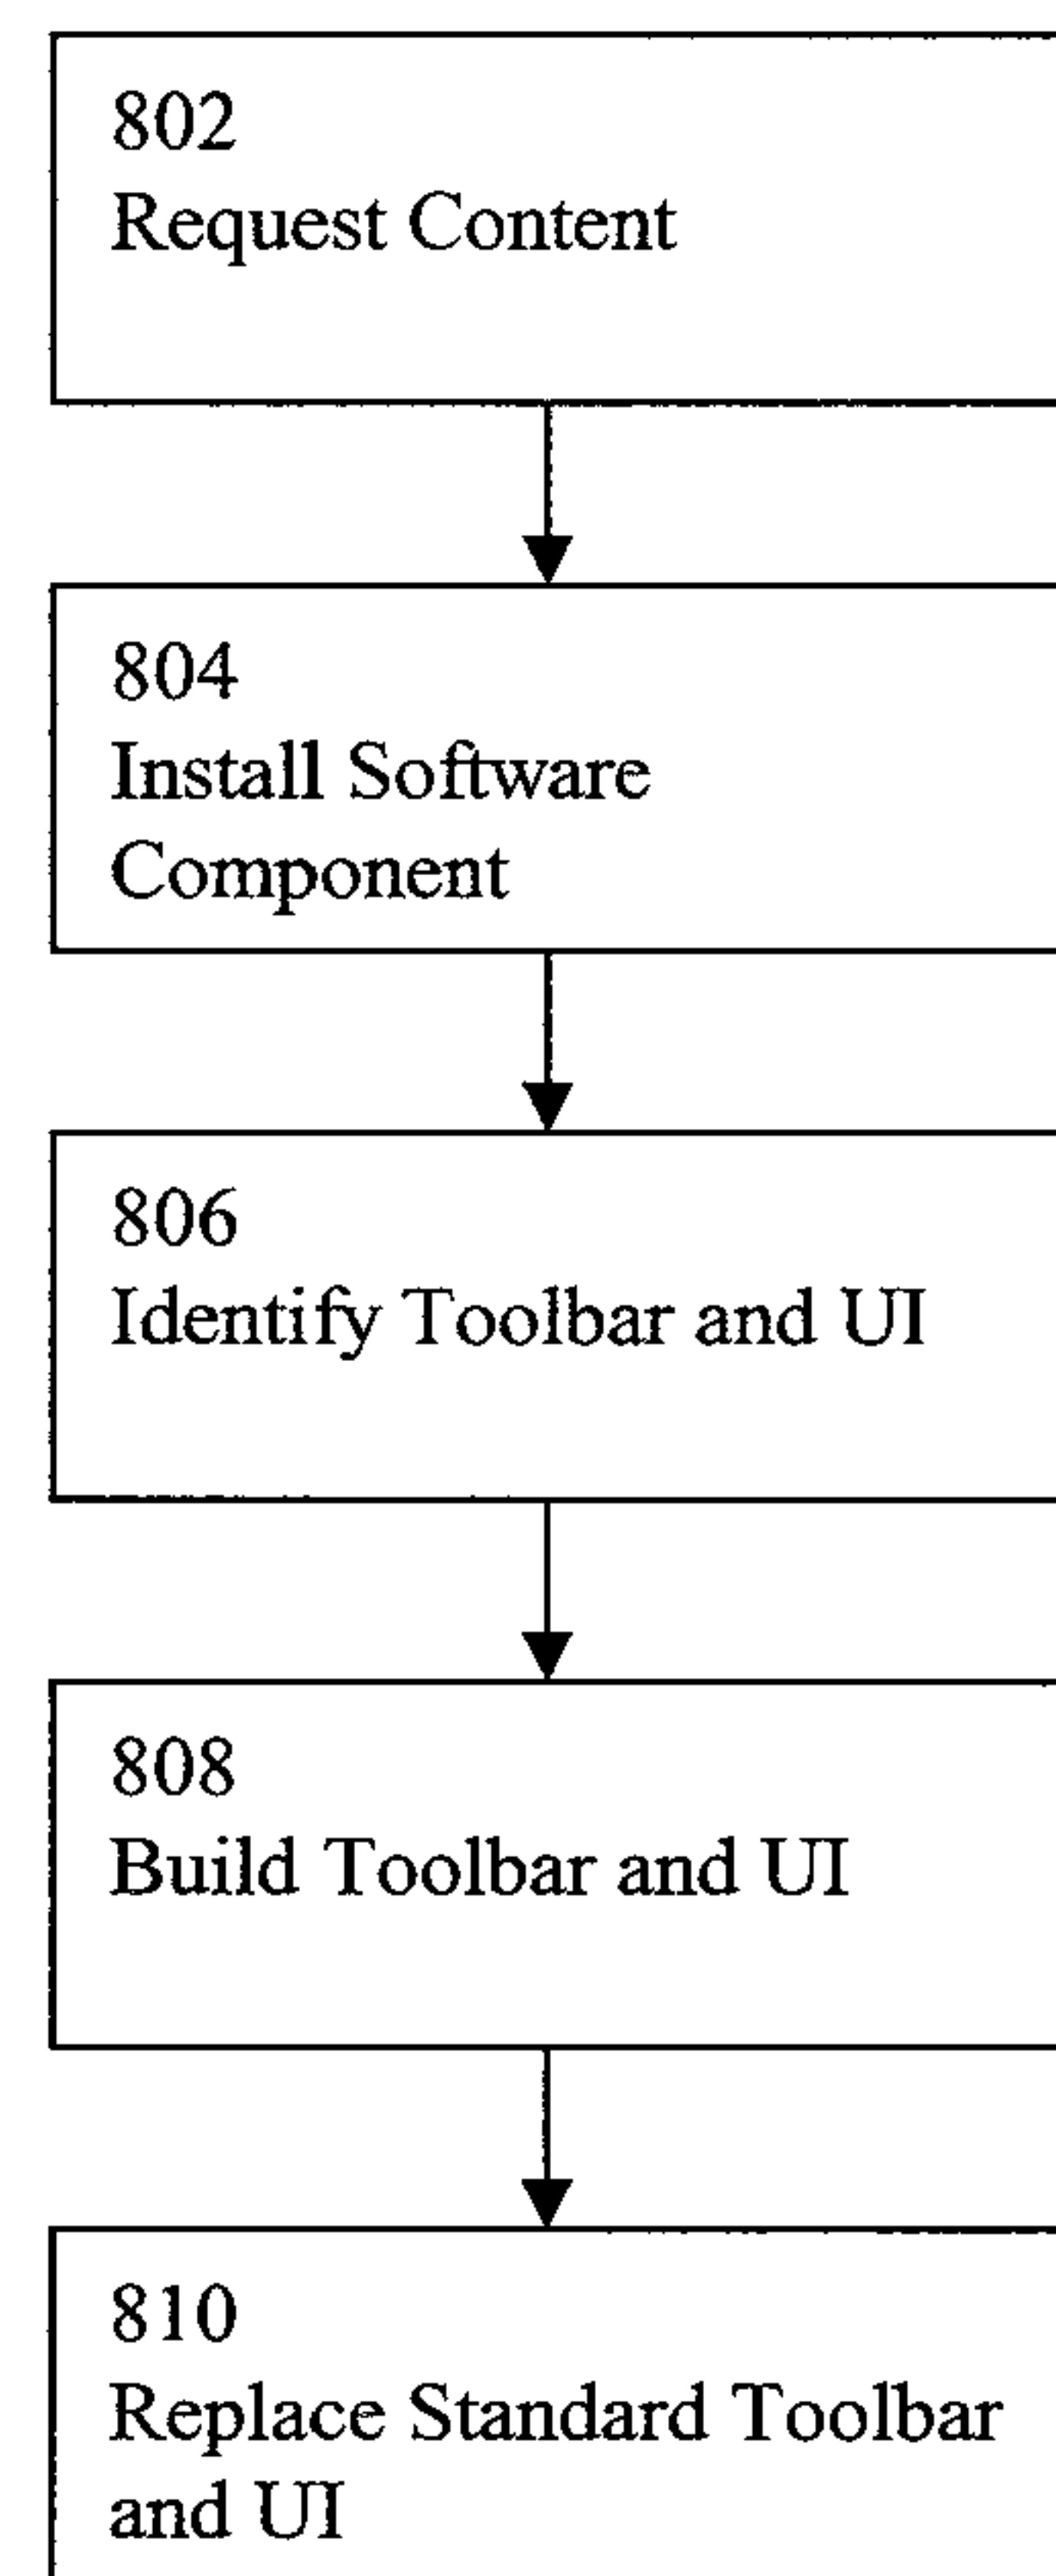 802
Request Content
804
Install Software
Component
806
Identify Toolbar and UI
808
Build Toolbar and UI
810
Replace Standard Toolbar
and UI